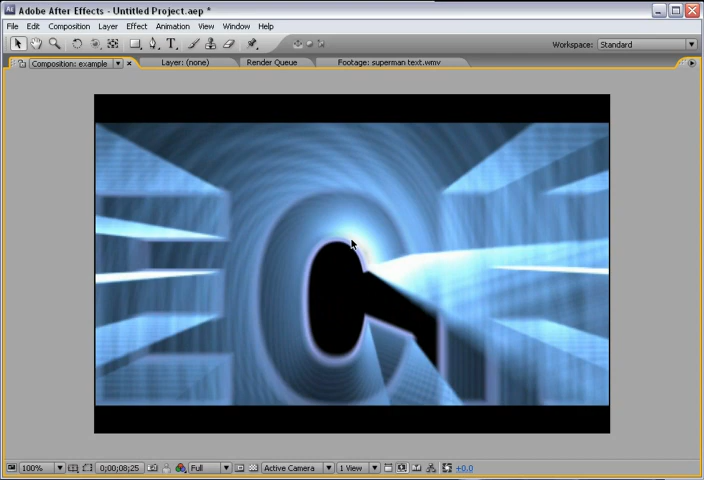 Adobe After Effects - Untitled Project.aep *
File Edit Composition Layer Effect Animation View Window Help
Workspace: Standard
Composition: example Layer: (none) Render Queue Footage: superman text.wmv
ECE
100% 0;00;08;25 Full Active Camera 1 View +0.0